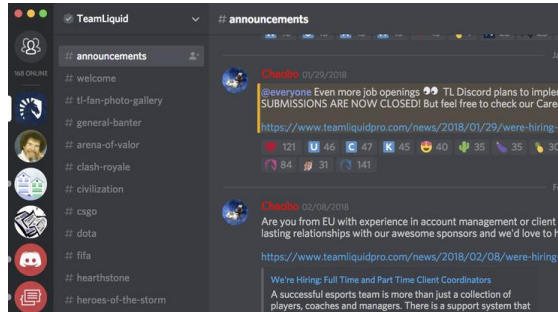 TeamLiquid
# announcements
168 ONLINE
# announcements
# welcome
# tl-fan-photo-gallery
# general-banter
# arena-of-valor
# clash-royale
# civilization
# csgo
# dota
# fifa
# hearthstone
# heroes-of-the-storm
Chaobo 01/29/2018
@everyone Even more job openings 👀 TL Discord plans to implem
SUBMISSIONS ARE NOW CLOSED! But feel free to check our Care
https://www.teamliquidpro.com/news/2018/01/29/were-hiring-
121 U 46 C 47 K 45 40 35 35 30
84 31 141
Chaobo 02/08/2018
Are you from EU with experience in account management or client
lasting relationships with our awesome sponsors and we'd love to h
https://www.teamliquidpro.com/news/2018/02/08/were-hiring-
We're Hiring: Full Time and Part Time Client Coordinators
A successful esports team is more than just a collection of
players, coaches and managers. There is a support system that